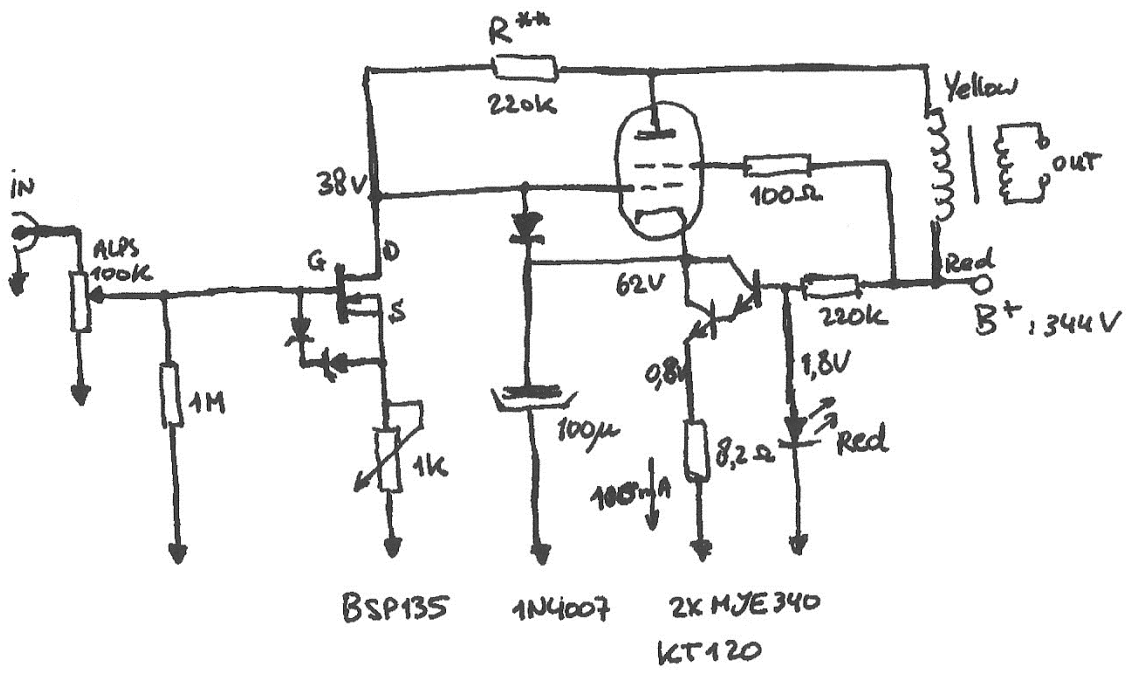 R***
220k
Yellow
iN
38V
100Ω
OUT
ALPS
100K
G
D
Red
62V
S
220k
B+ : 344V
0,8V
1,8V
1M
100µ
8,2Ω
Red
1K
BSP135
1N4007
2x MJE340
KT120